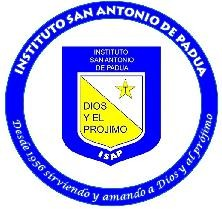 INSTITUTO SAN ANTONIO DE PADUA
INSTITUTO
SAN ANTONIO
DE PADUA
DIOS
Y EL
PROJIMO
ISAP
Desde 1956 sirviendo y amando a Dios y al prójimo